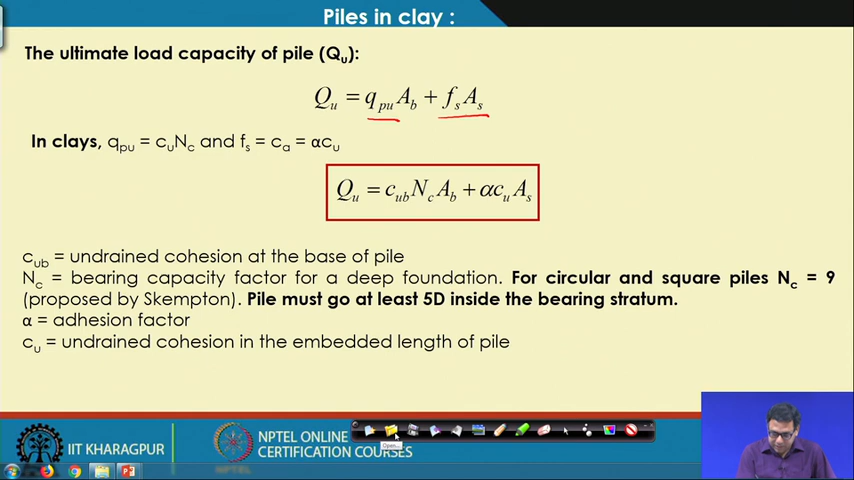 Piles in clay :
The ultimate load capacity of pile (Qu):
Qu = qpu Ab + fs As
In clays, qpu = cuNc and fs = ca = αcu
Qu = cub Nc Ab + αcu As
cub = undrained cohesion at the base of pile
Nc = bearing capacity factor for a deep foundation. For circular and square piles Nc = 9
(proposed by Skempton). Pile must go at least 5D inside the bearing stratum.
α = adhesion factor
cu = undrained cohesion in the embedded length of pile
IIT KHARAGPUR
NPTEL ONLINE
CERTIFICATION COURSES
Open...